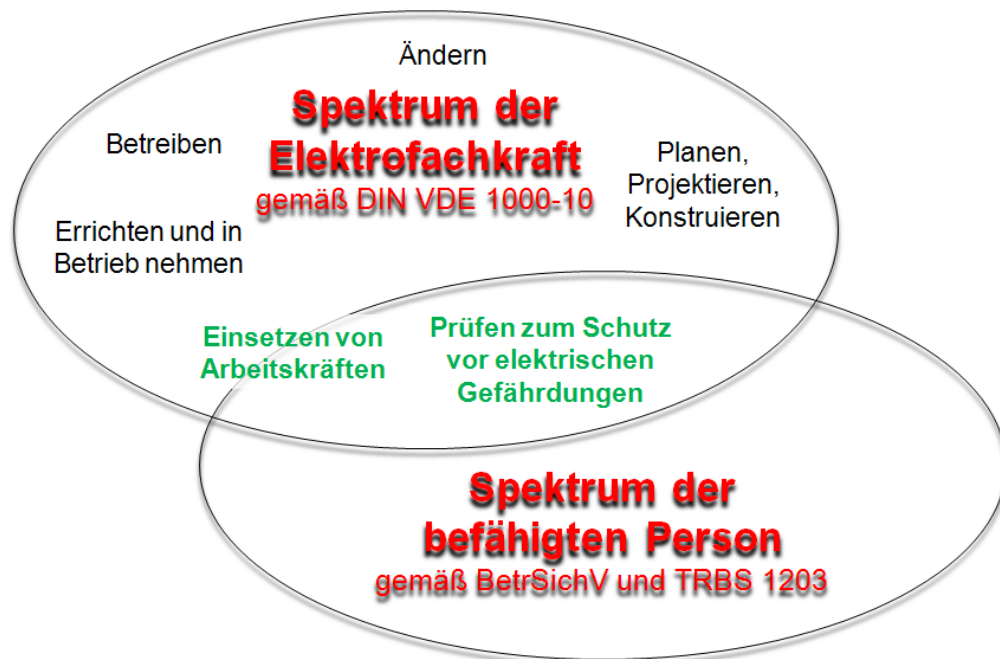 Ändern
Spektrum der
Elektrofachkraft
gemäß DIN VDE 1000-10
Betreiben
Planen,
Projektieren,
Konstruieren
Errichten und in
Betrieb nehmen
Einsetzen von
Arbeitskräften
Prüfen zum Schutz
vor elektrischen
Gefährdungen
Spektrum der
befähigten Person
gemäß BetrSichV und TRBS 1203